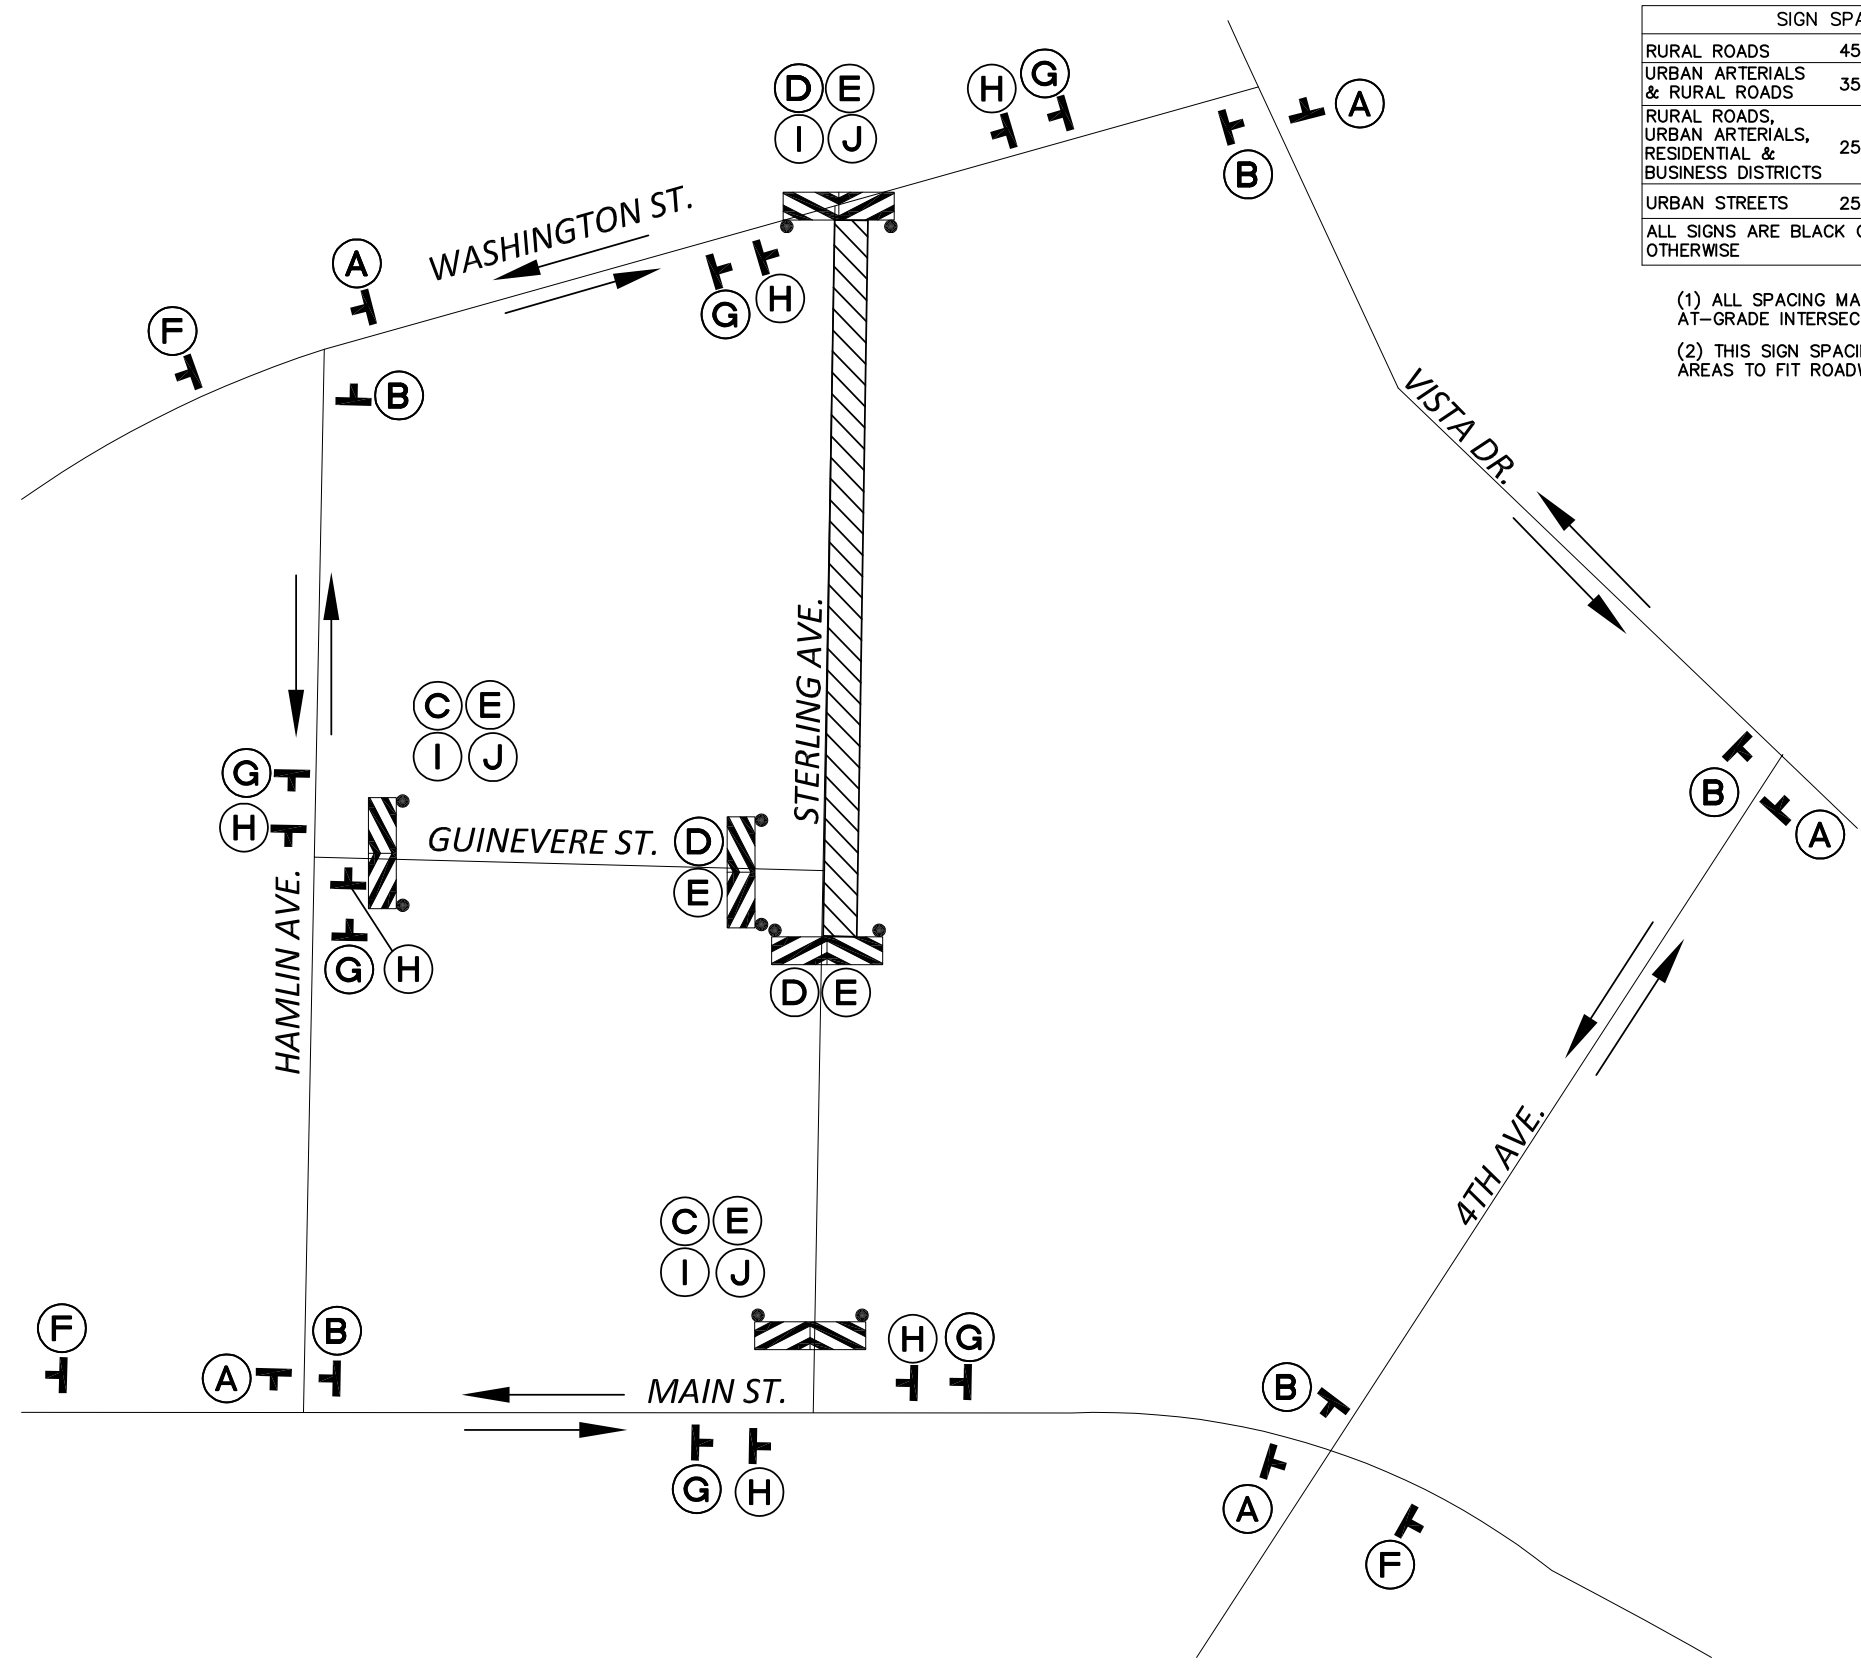 SIGN SPA
RURAL ROADS 45
URBAN ARTERIALS
& RURAL ROADS 35
RURAL ROADS,
URBAN ARTERIALS,
RESIDENTIAL & 25
BUSINESS DISTRICTS
URBAN STREETS 25
ALL SIGNS ARE BLACK O
OTHERWISE
(1) ALL SPACING MA
AT-GRADE INTERSEC
(2) THIS SIGN SPACI
AREAS TO FIT ROADW
D E
I J
H G
A
B
WASHINGTON ST.
A
F
G H
B
VISTA DR.
STERLING AVE.
C E
I J
G
H
GUINEVERE ST.
D
E
B
A
HAMLIN AVE.
G H
D E
4TH AVE.
C E
I J
F
A
B
H G
MAIN ST.
G H
B
A
F